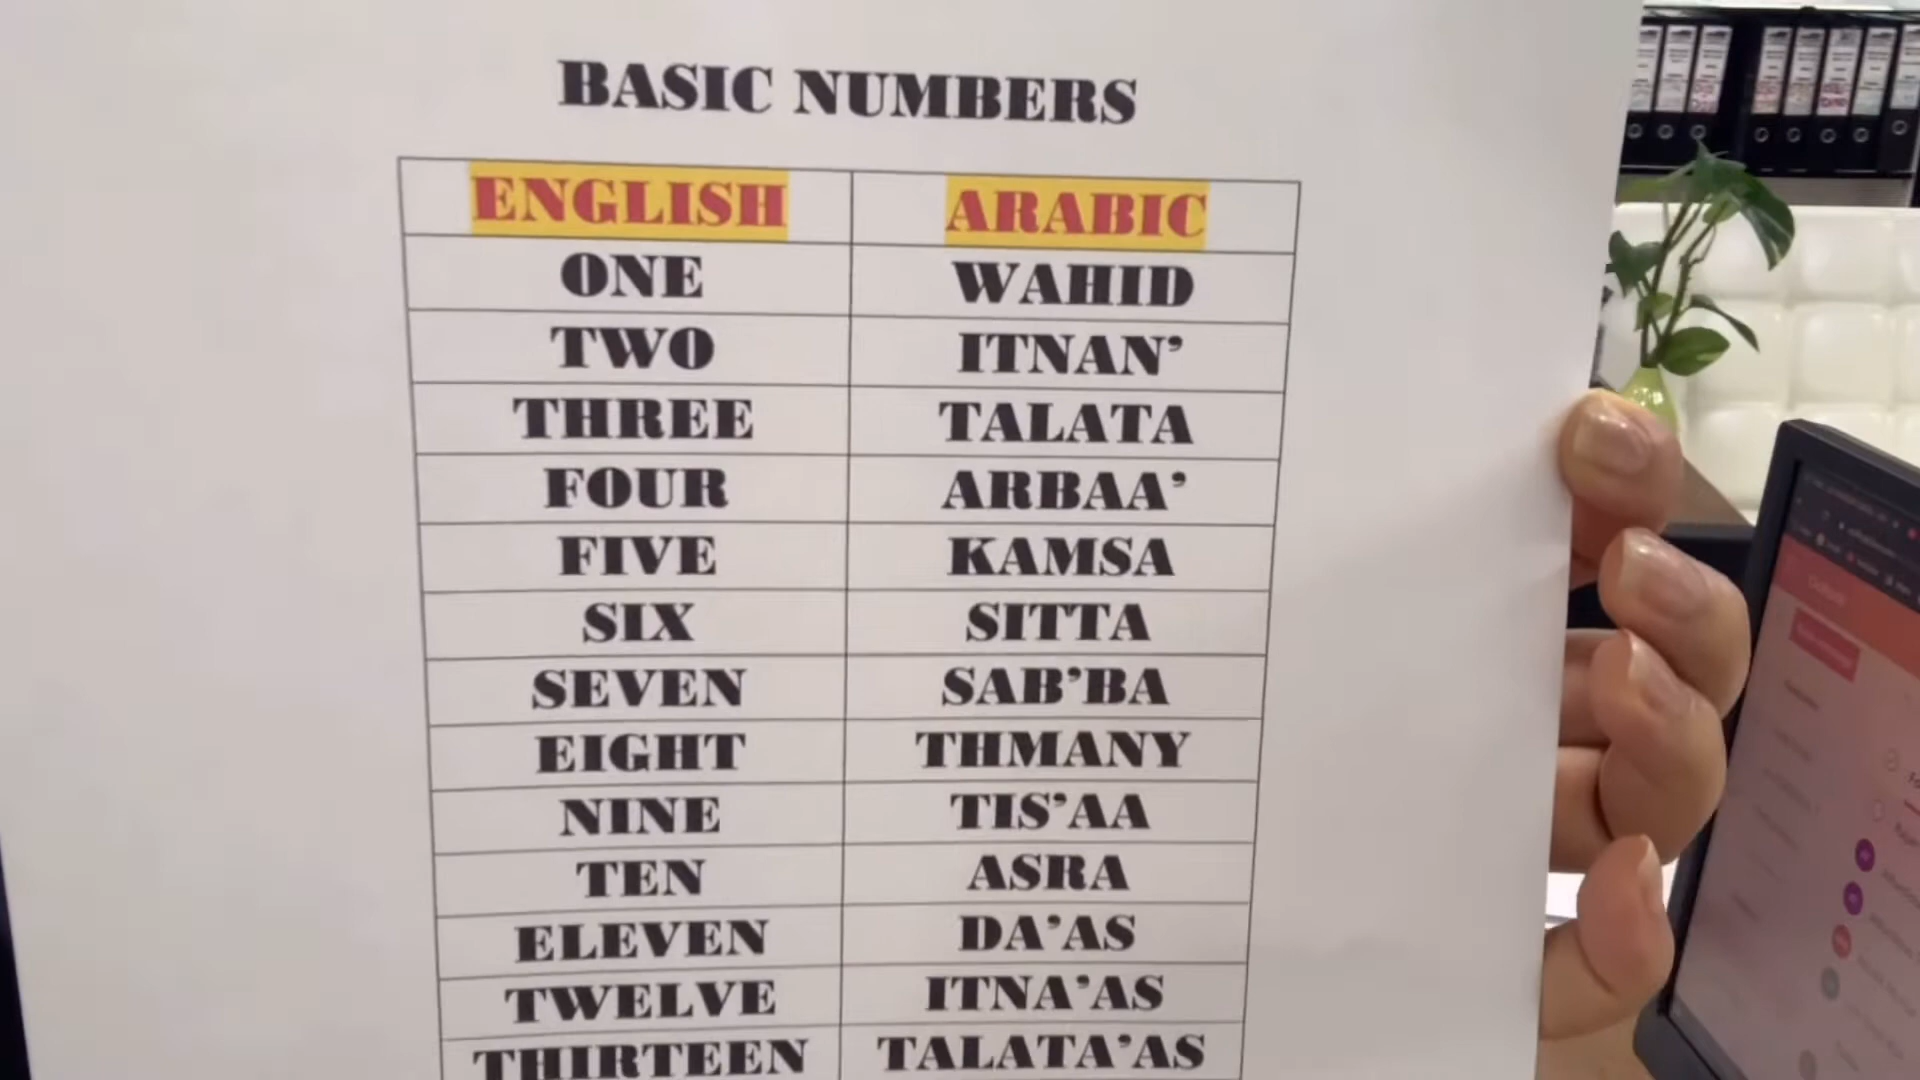 BASIC NUMBERS
ENGLISH ARABIC
ONE WAHID
TWO ITNAN’
THREE TALATA
FOUR ARBAA’
FIVE KAMSA
SIX SITTA
SEVEN SAB’BA
EIGHT THMANY
NINE TIS’AA
TEN ASRA
ELEVEN DA’AS
TWELVE ITNA’AS
THIRTEEN TALATA’AS